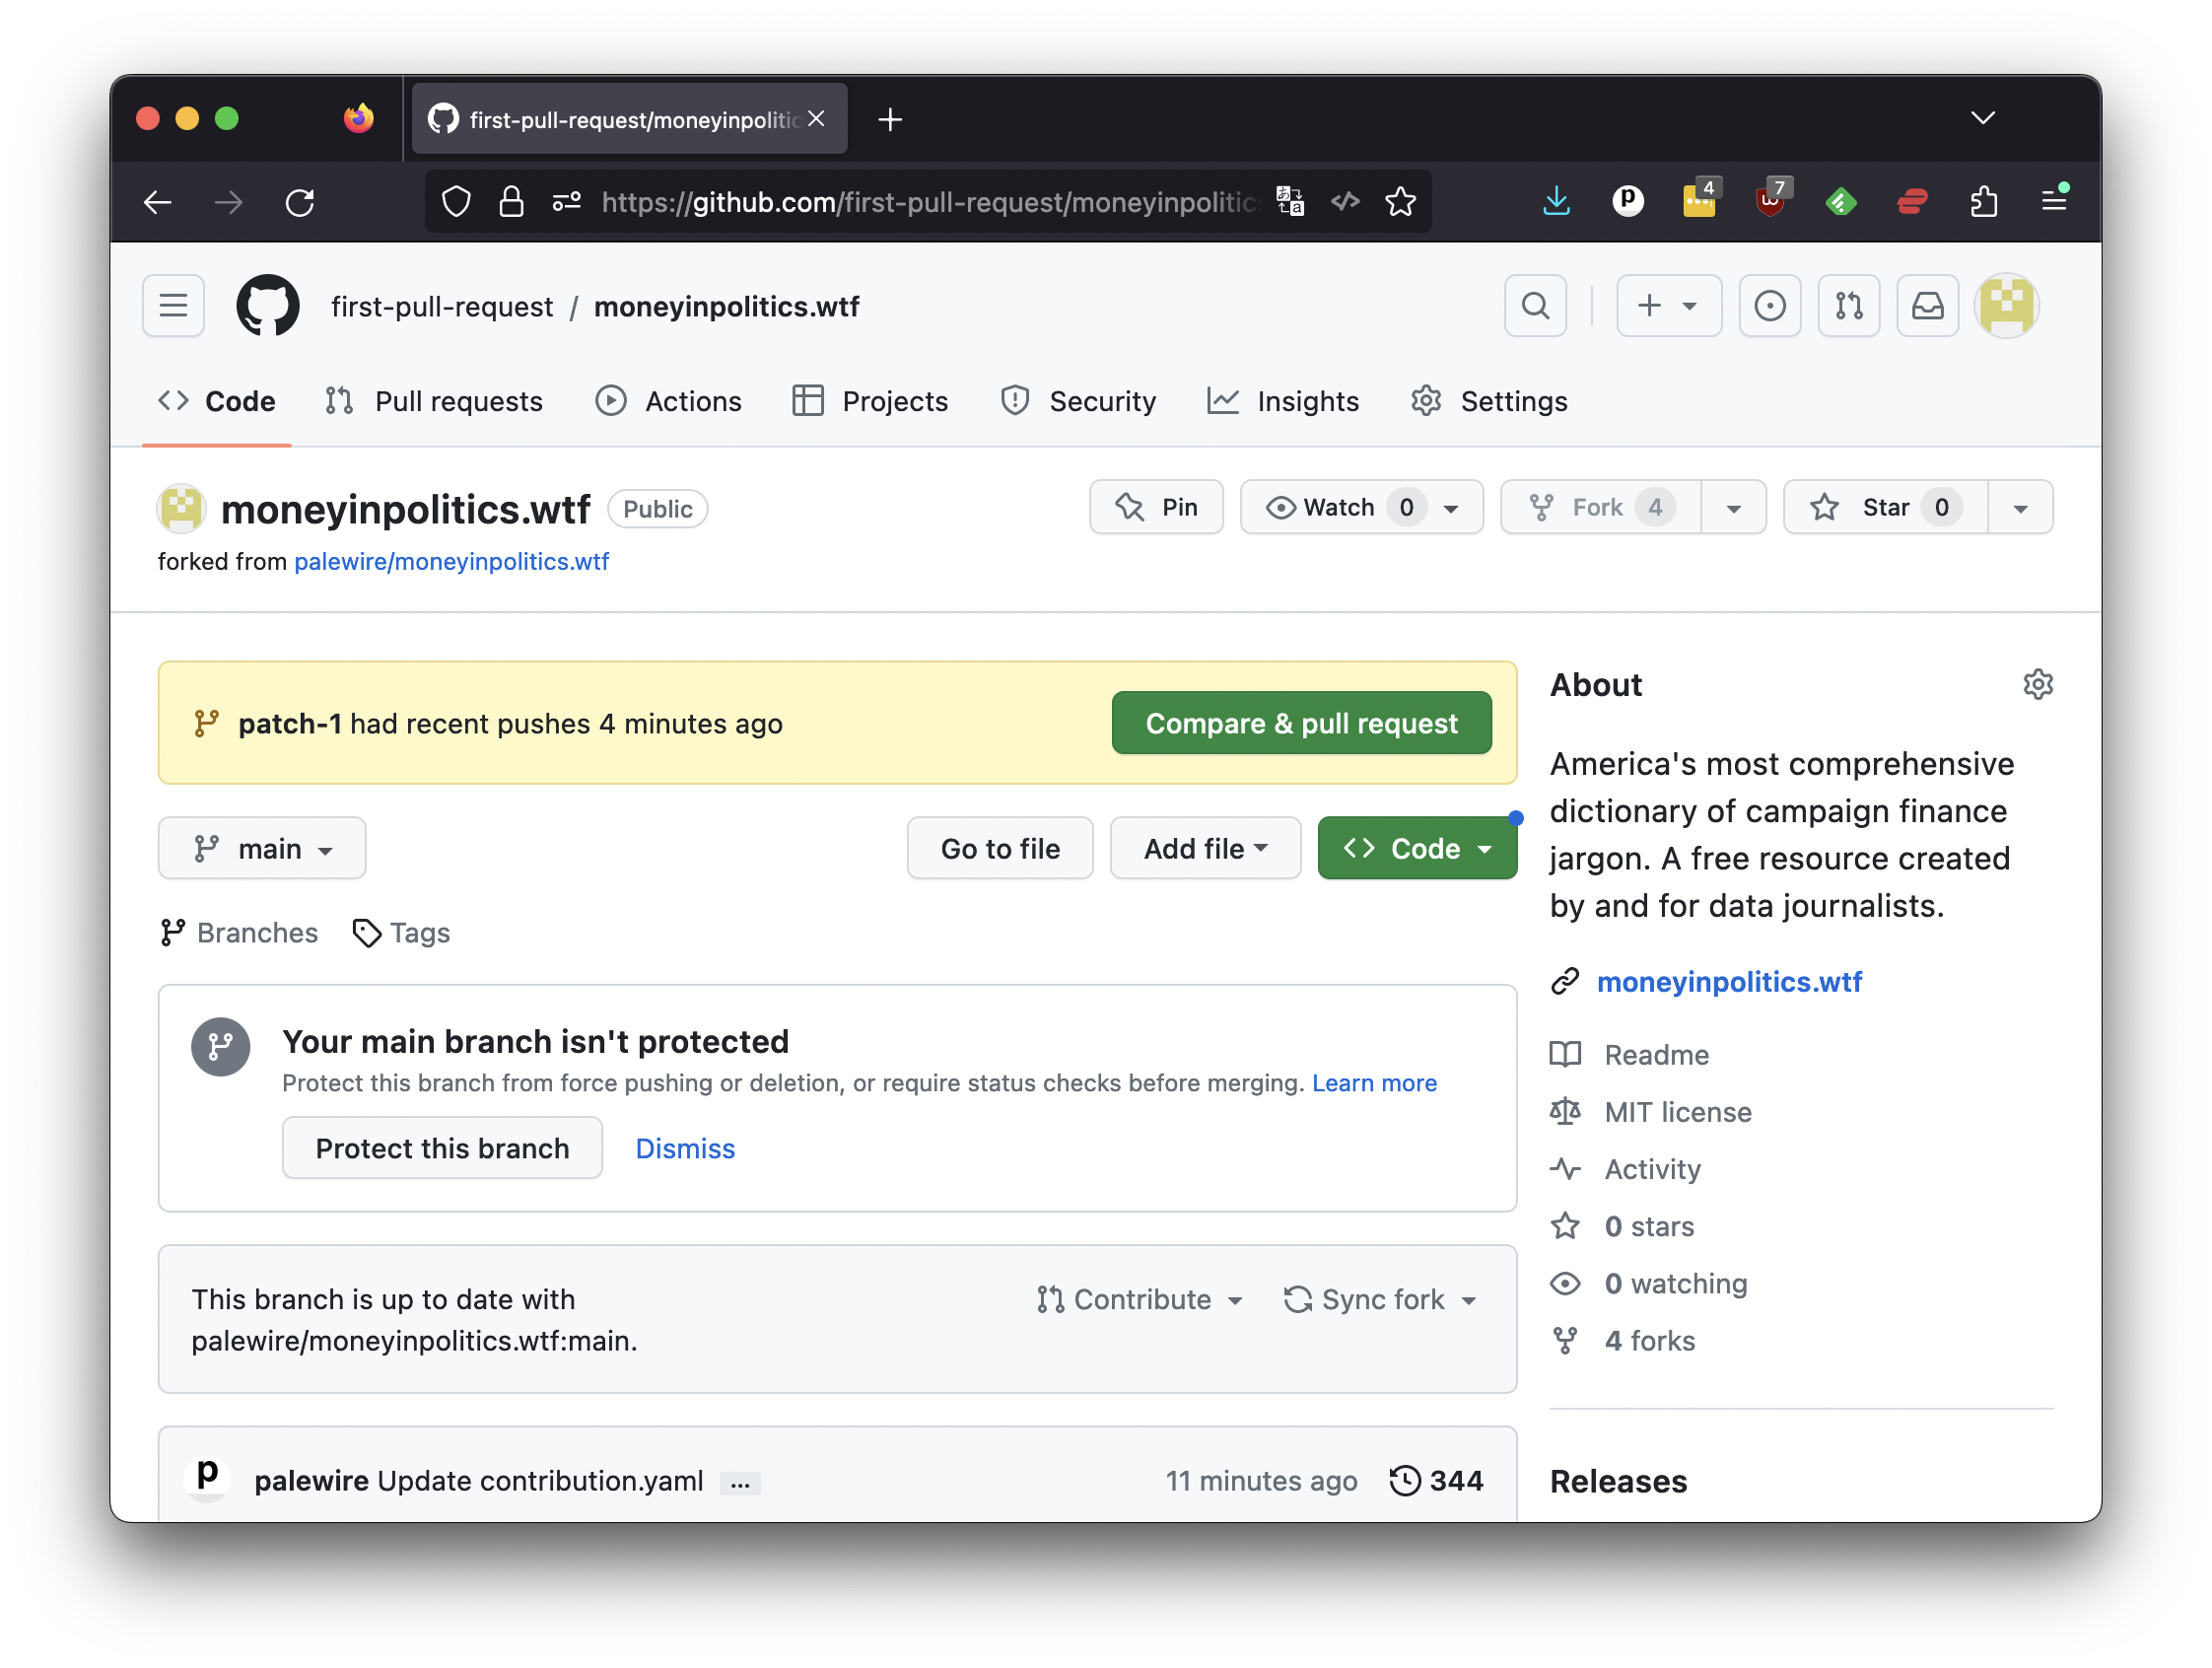 first-pull-request/moneyinpolitic
https://github.com/first-pull-request/moneyinpolitics
4
7
first-pull-request / moneyinpolitics.wtf
Code
Pull requests
Actions
Projects
Security
Insights
Settings
moneyinpolitics.wtf
Public
Pin
Watch 0
Fork 4
Star 0
forked from palewire/moneyinpolitics.wtf
patch-1 had recent pushes 4 minutes ago
Compare & pull request
main
Go to file
Add file
Code
Branches
Tags
Your main branch isn't protected
Protect this branch from force pushing or deletion, or require status checks before merging. Learn more
Protect this branch
Dismiss
This branch is up to date with
palewire/moneyinpolitics.wtf:main.
Contribute
Sync fork
p
palewire Update contribution.yaml ...
11 minutes ago
344
About
America's most comprehensive
dictionary of campaign finance
jargon. A free resource created
by and for data journalists.
moneyinpolitics.wtf
Readme
MIT license
Activity
0 stars
0 watching
4 forks
Releases